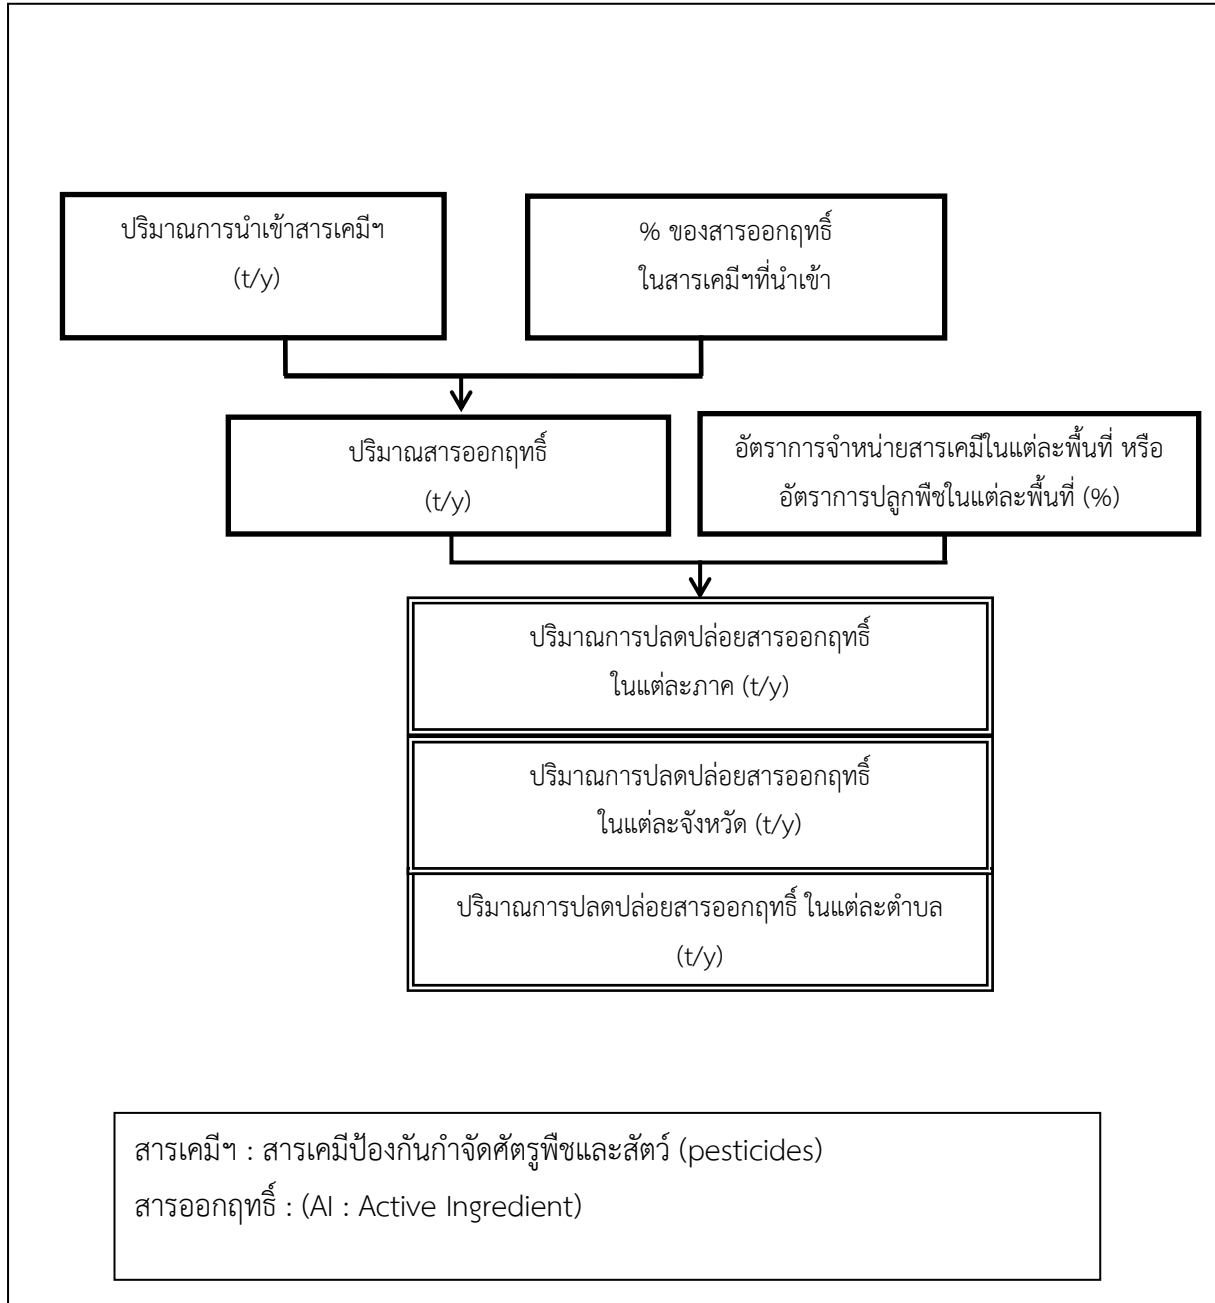 ปริมาณการนำเข้าสารเคมีฯ
(t/y)
% ของสารออกฤทธิ์
ในสารเคมีฯที่นำเข้า
ปริมาณสารออกฤทธิ์
(t/y)
อัตราการจำหน่ายสารเคมีในแต่ละพื้นที่ หรือ
อัตราการปลูกพืชในแต่ละพื้นที่ (%)
ปริมาณการปลดปล่อยสารออกฤทธิ์
ในแต่ละภาค (t/y)
ปริมาณการปลดปล่อยสารออกฤทธิ์
ในแต่ละจังหวัด (t/y)
ปริมาณการปลดปล่อยสารออกฤทธิ์ ในแต่ละตำบล
(t/y)
สารเคมีฯ : สารเคมีป้องกันกำจัดศัตรูพืชและสัตว์ (pesticides)
สารออกฤทธิ์ : (AI : Active Ingredient)